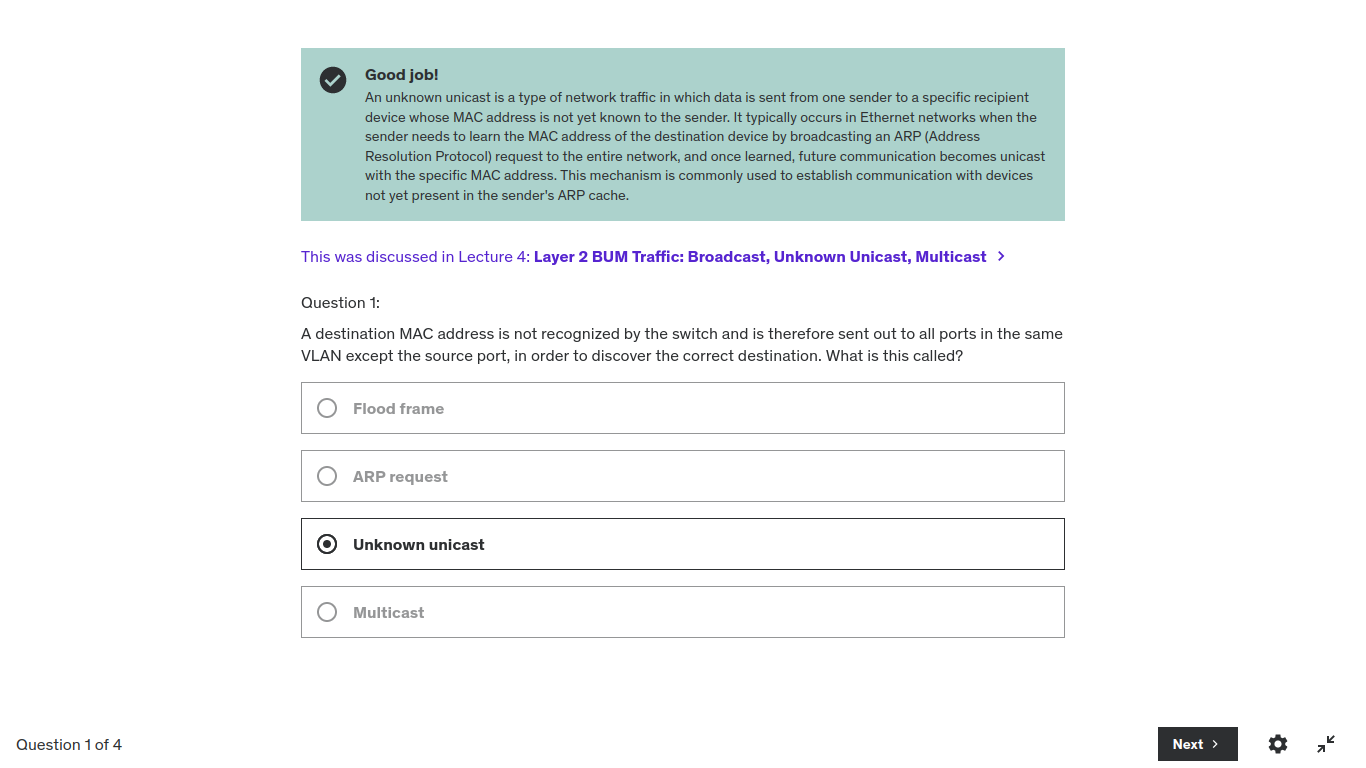 Good job!
An unknown unicast is a type of network traffic in which data is sent from one sender to a specific recipient
device whose MAC address is not yet known to the sender. It typically occurs in Ethernet networks when the
sender needs to learn the MAC address of the destination device by broadcasting an ARP (Address
Resolution Protocol) request to the entire network, and once learned, future communication becomes unicast
with the specific MAC address. This mechanism is commonly used to establish communication with devices
not yet present in the sender's ARP cache.
This was discussed in Lecture 4: Layer 2 BUM Traffic: Broadcast, Unknown Unicast, Multicast
Question 1:
A destination MAC address is not recognized by the switch and is therefore sent out to all ports in the same
VLAN except the source port, in order to discover the correct destination. What is this called?
Flood frame
ARP request
Unknown unicast
Multicast
Question 1 of 4
Next